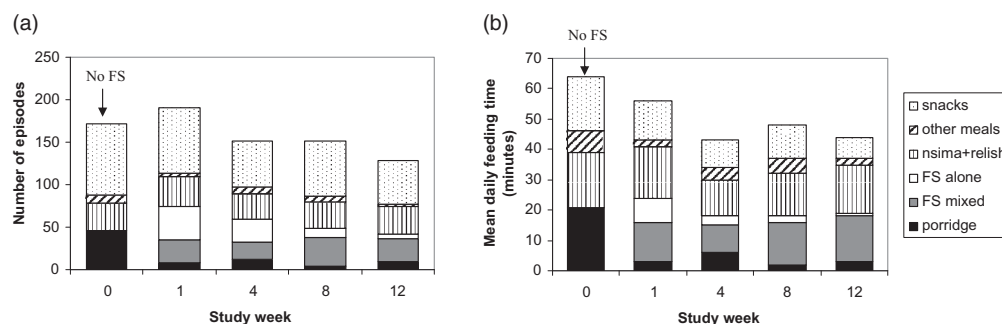 (a)
Number of episodes
250
200
150
100
50
0
No FS
0 1 4 8 12
Study week
(b)
Mean daily feeding time
(minutes)
70
60
50
40
30
20
10
0
No FS
0 1 4 8 12
Study week
snacks
other meals
nsima+relish
FS alone
FS mixed
porridge